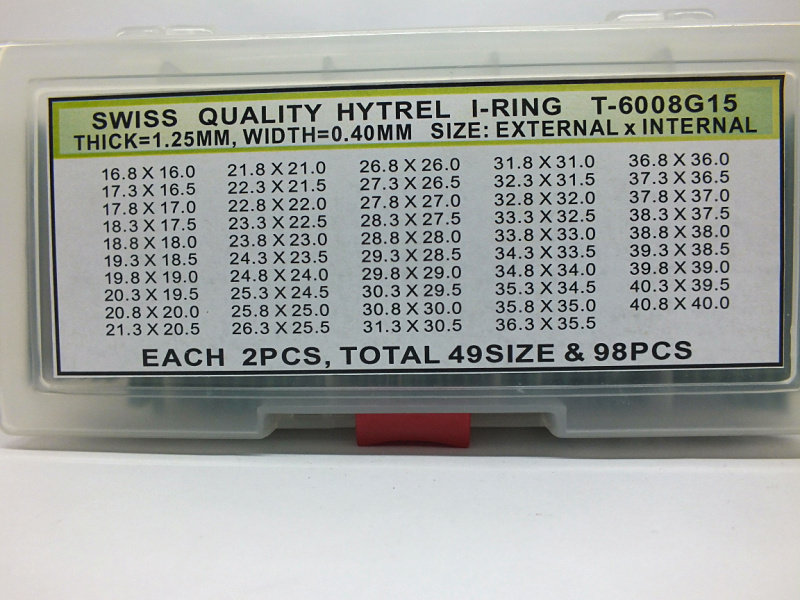 SWISS QUALITY HYTREL I-RING T-6008G15
THICK=1.25MM, WIDTH=0.40MM SIZE: EXTERNAL x INTERNAL
16.8 X 16.0 21.8 X 21.0 26.8 X 26.0 31.8 X 31.0 36.8 X 36.0
17.3 X 16.5 22.3 X 21.5 27.3 X 26.5 32.3 X 31.5 37.3 X 36.5
17.8 X 17.0 22.8 X 22.0 27.8 X 27.0 32.8 X 32.0 37.8 X 37.0
18.3 X 17.5 23.3 X 22.5 28.3 X 27.5 33.3 X 32.5 38.3 X 37.5
18.8 X 18.0 23.8 X 23.0 28.8 X 28.0 33.8 X 33.0 38.8 X 38.0
19.3 X 18.5 24.3 X 23.5 29.3 X 28.5 34.3 X 33.5 39.3 X 38.5
19.8 X 19.0 24.8 X 24.0 29.8 X 29.0 34.8 X 34.0 39.8 X 39.0
20.3 X 19.5 25.3 X 24.5 30.3 X 29.5 35.3 X 34.5 40.3 X 39.5
20.8 X 20.0 25.8 X 25.0 30.8 X 30.0 35.8 X 35.0 40.8 X 40.0
21.3 X 20.5 26.3 X 25.5 31.3 X 30.5 36.3 X 35.5
EACH 2PCS, TOTAL 49SIZE & 98PCS